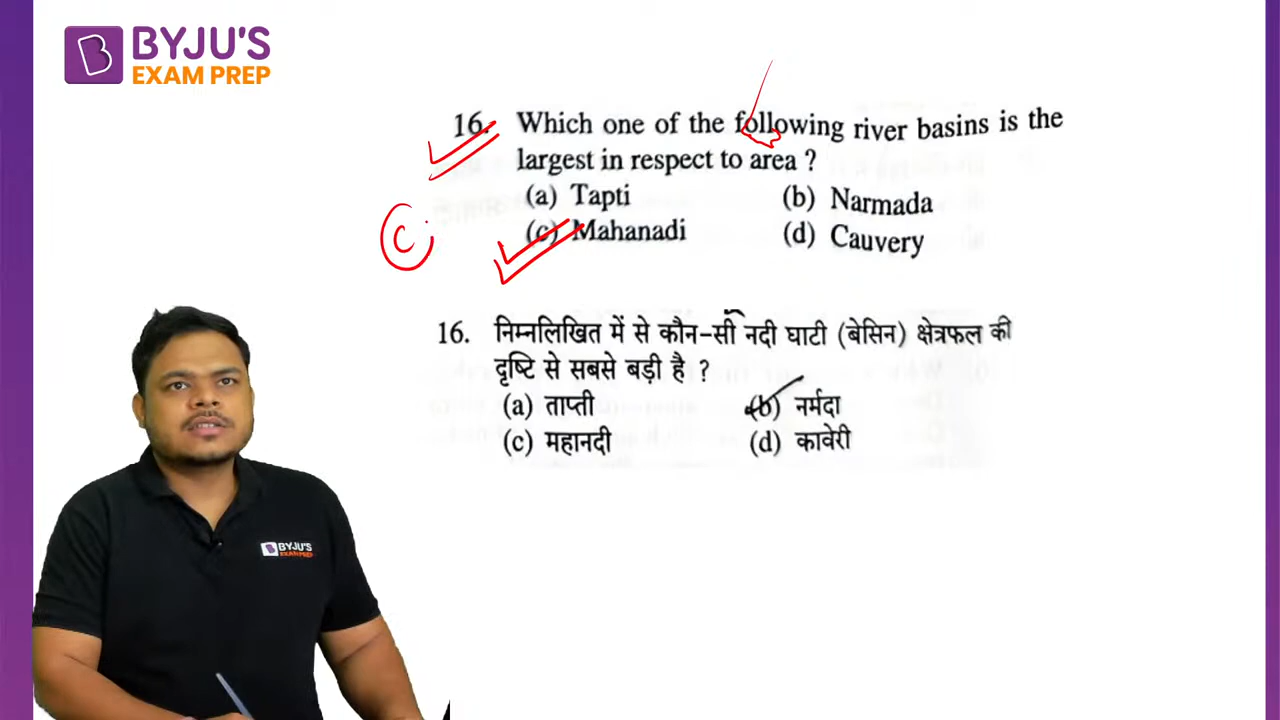 BYJU'S
EXAM PREP
16. Which one of the following river basins is the
largest in respect to area ?
(a) Tapti (b) Narmada
(c) Mahanadi (d) Cauvery
C
16. निम्नलिखित में से कौन-सी नदी घाटी (बेसिन) क्षेत्रफल की
दृष्टि से सबसे बड़ी है ?
(a) ताप्ती (b) नर्मदा
(c) महानदी (d) कावेरी
BYJU'S
EXAM PREP